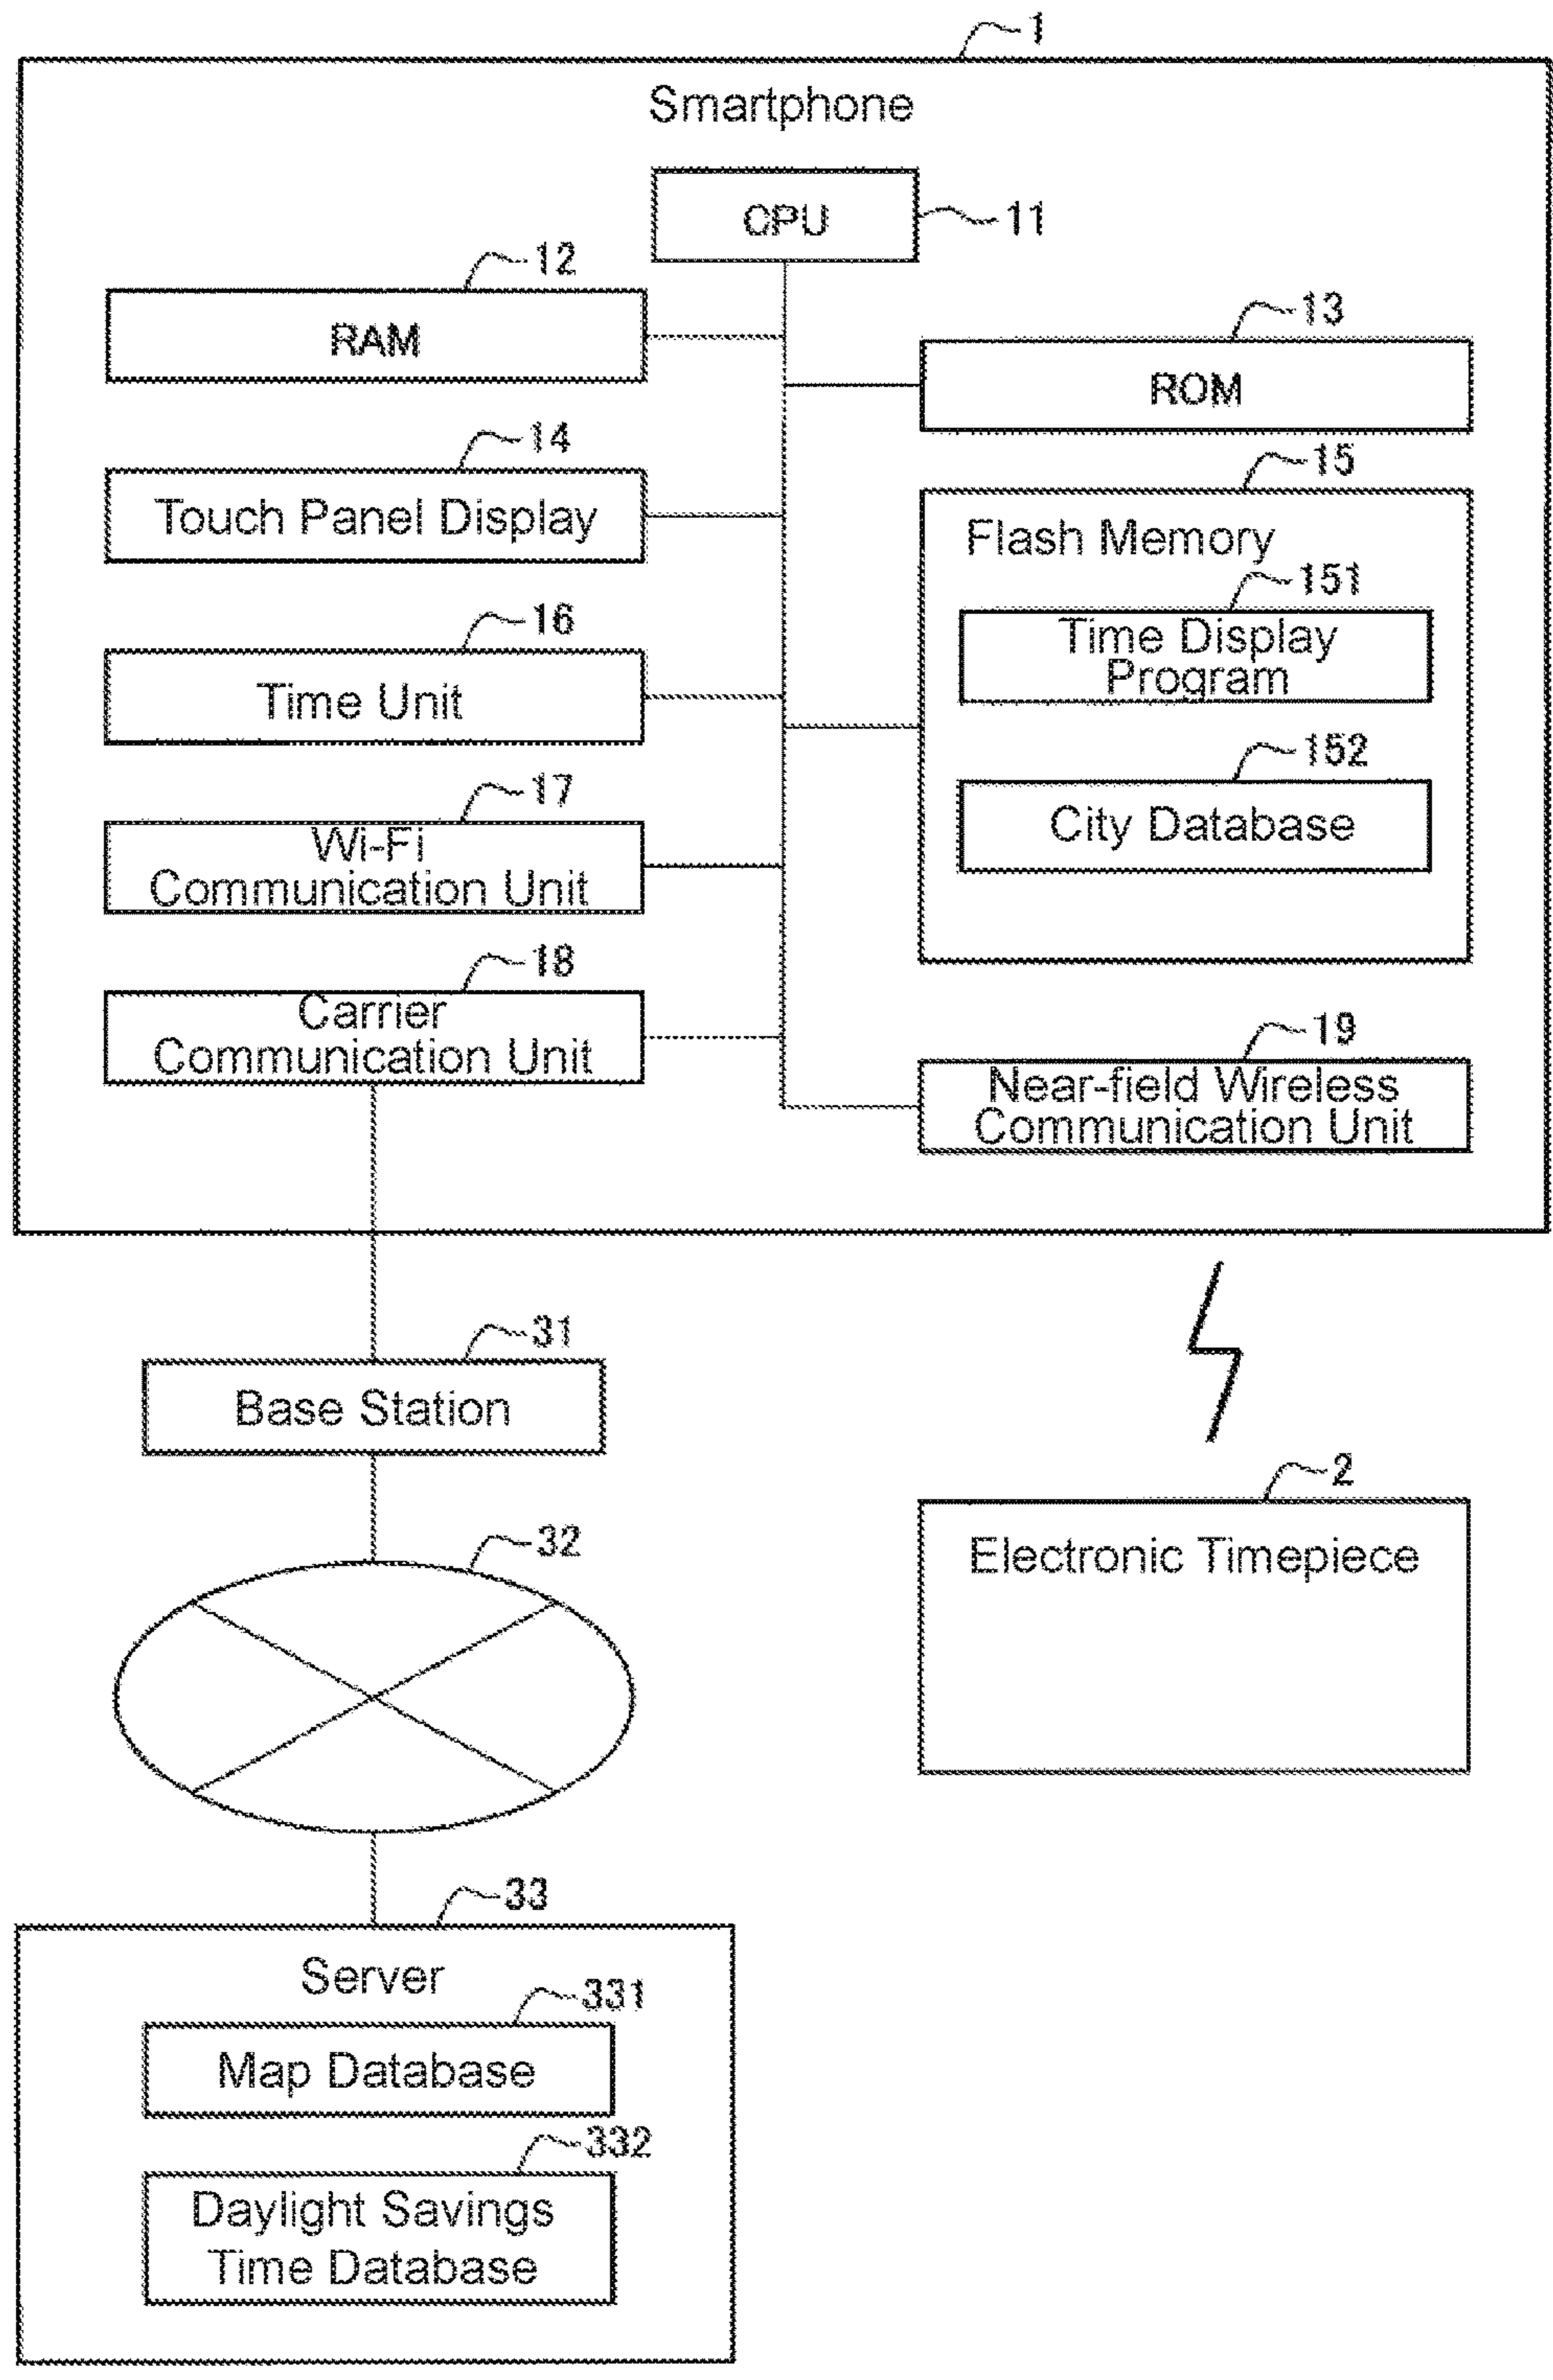 1
Smartphone
CPU
11
12
RAM
13
ROM
14
Touch Panel Display
15
Flash Memory
151
Time Display
Program
16
Time Unit
152
City Database
17
Wi-Fi
Communication Unit
18
Carrier
Communication Unit
19
Near-field Wireless
Communication Unit
31
Base Station
2
Electronic Timepiece
32
33
Server
331
Map Database
332
Daylight Savings
Time Database